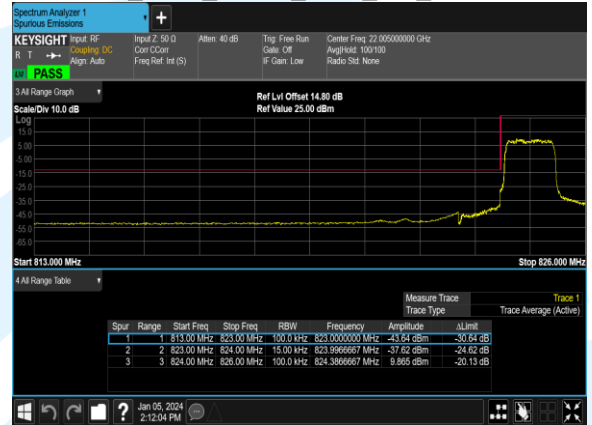 Spectrum Analyzer 1
Spurious Emissions
+
KEYSIGHT
R T
LXI PASS
Input: RF
Coupling: DC
Align: Auto
Input Z: 50 Ω
Corr CCorr
Freq Ref: Int (S)
Atten: 40 dB
Trig: Free Run
Gate: Off
IF Gain: Low
Center Freq: 22.005000000 GHz
Avg|Hold: 100/100
Radio Std: None
3 All Range Graph
Scale/Div 10.0 dB
Ref Lvl Offset 14.80 dB
Ref Value 25.00 dBm
Log
15.0
5.00
-5.00
-15.0
-25.0
-35.0
-45.0
-55.0
-65.0
Start 813.000 MHz
Stop 826.000 MHz
4 All Range Table
Measure Trace Trace 1
Trace Type Trace Average (Active)
Spur Range Start Freq Stop Freq RBW Frequency Amplitude ΔLimit
1 1 813.00 MHz 823.00 MHz 100.0 kHz 823.0000000 MHz -43.64 dBm -30.64 dB
2 2 823.00 MHz 824.00 MHz 15.00 kHz 823.9966667 MHz -37.62 dBm -24.62 dB
3 3 824.00 MHz 826.00 MHz 100.0 kHz 824.3866667 MHz 9.865 dBm -20.13 dB
?
Jan 05, 2024
2:12:04 PM